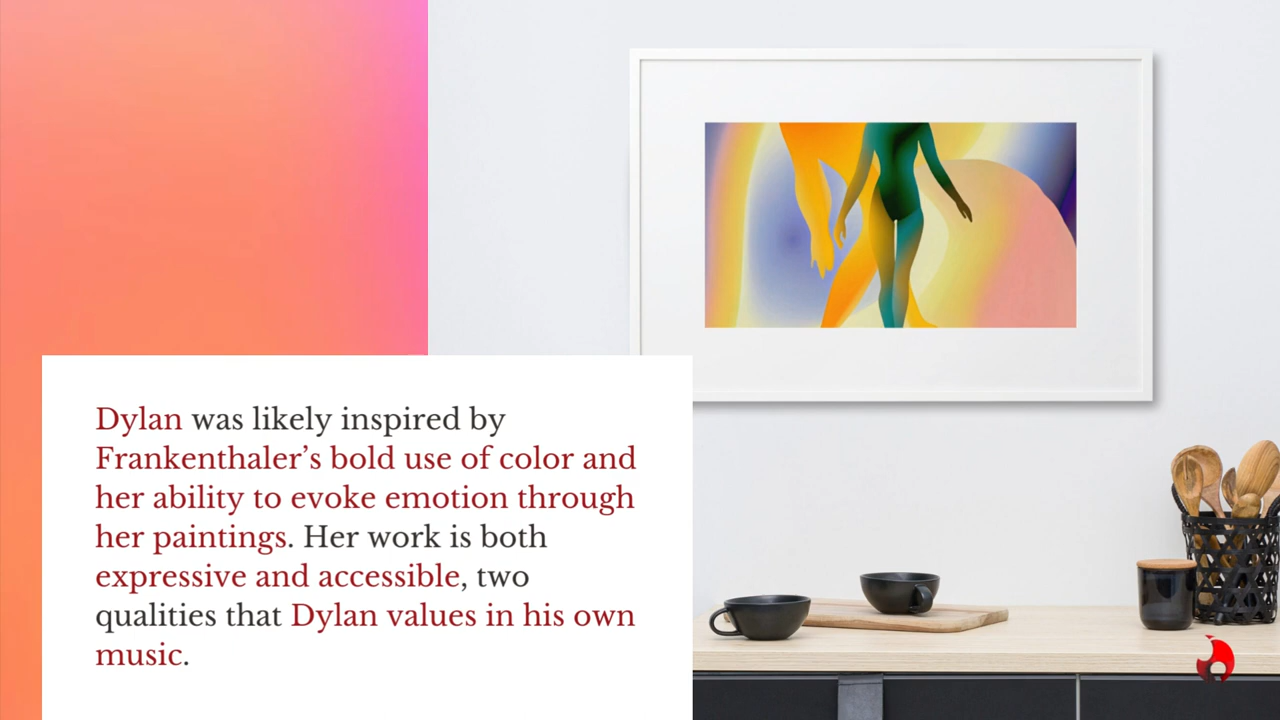 Dylan was likely inspired by
Frankenthaler’s bold use of color and
her ability to evoke emotion through
her paintings. Her work is both
expressive and accessible, two
qualities that Dylan values in his own
music.